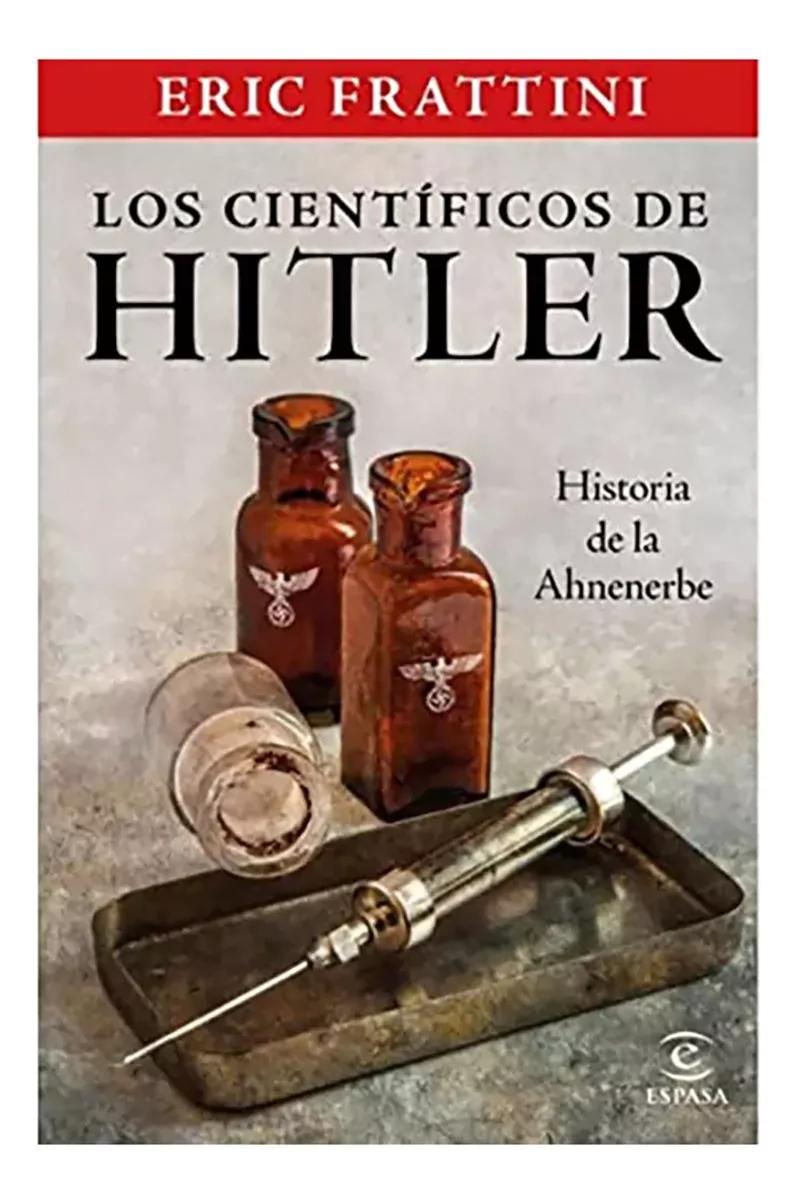 ERIC FRATTINI
LOS CIENTÍFICOS DE
HITLER
Historia
de la
Ahnenerbe
e
ESPASA